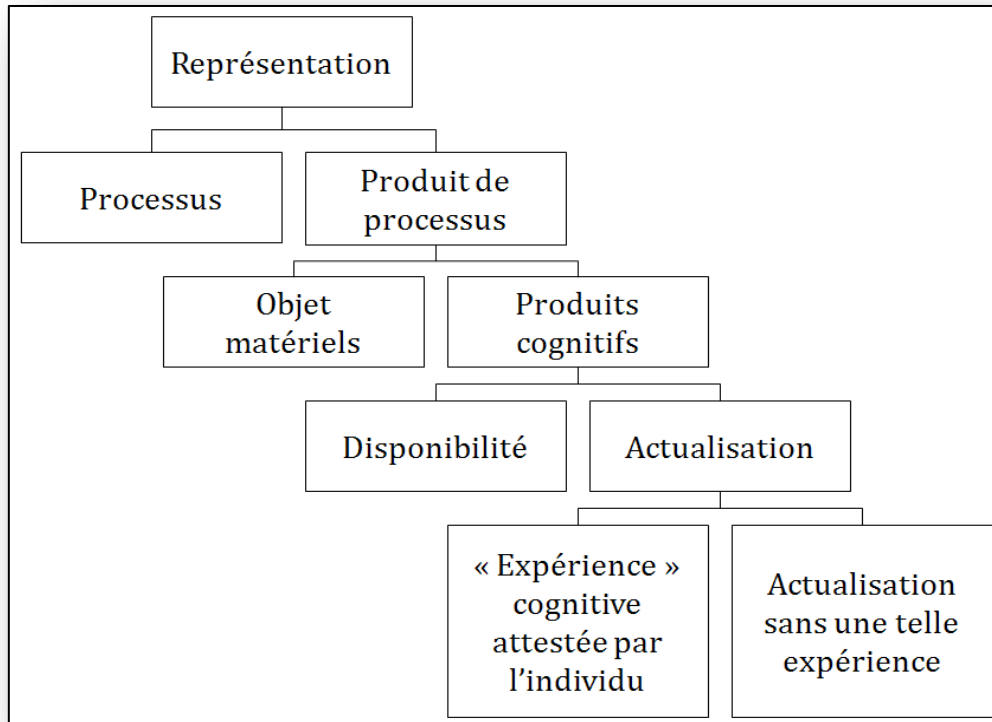 Représentation
Processus
Produit de
processus
Objet
matériels
Produits
cognitifs
Disponibilité
Actualisation
« Expérience »
cognitive
attestée par
l’individu
Actualisation
sans une telle
expérience